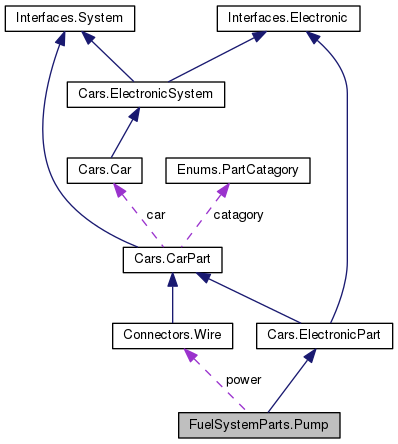 Interfaces.System
Interfaces.Electronic
Cars.ElectronicSystem
Cars.Car
Enums.PartCatagory
car
catagory
Cars.CarPart
Connectors.Wire
Cars.ElectronicPart
power
FuelSystemParts.Pump